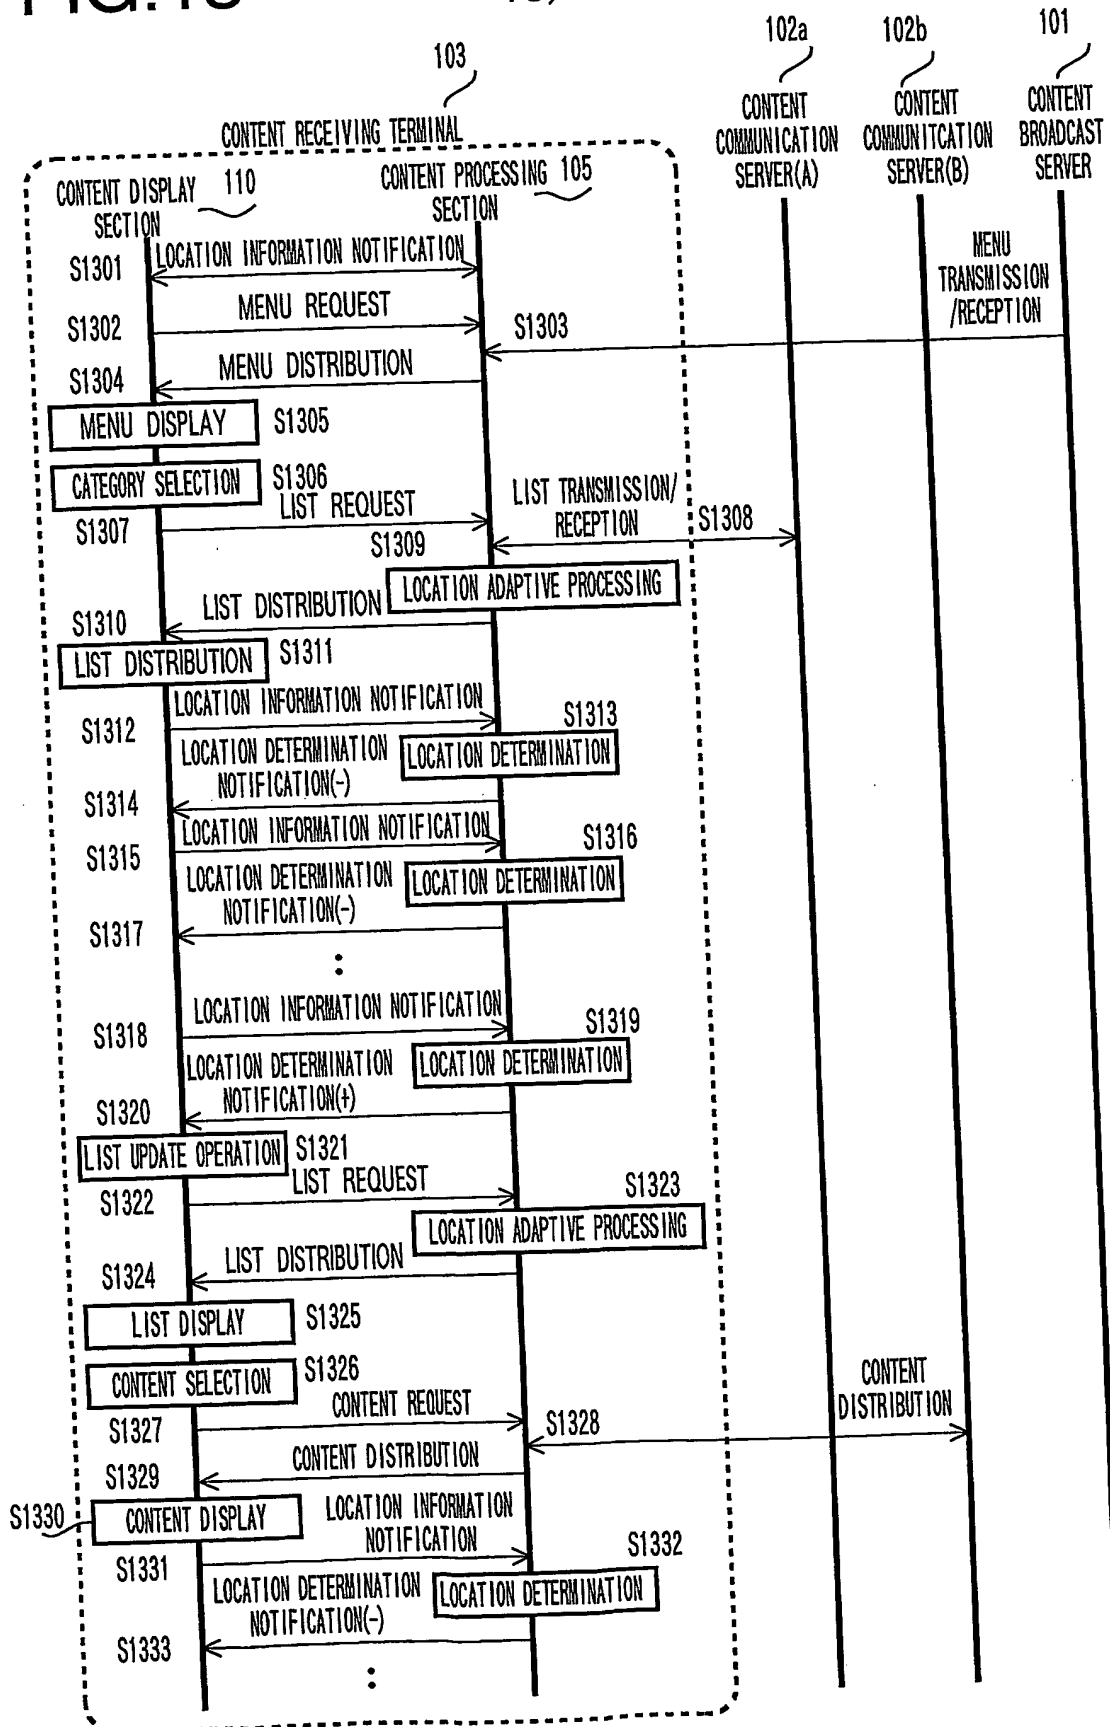 103
102a
102b
101
CONTENT
COMMUNICATION
SERVER(A)
CONTENT
COMMUNITCATION
SERVER(B)
CONTENT
BROADCAST
SERVER
CONTENT RECEIVING TERMINAL
CONTENT DISPLAY
SECTION
110
CONTENT PROCESSING
SECTION
105
S1301
LOCATION INFORMATION NOTIFICATION
MENU
TRANSMISSION
/RECEPTION
S1302
MENU REQUEST
S1303
S1304
MENU DISTRIBUTION
MENU DISPLAY
S1305
CATEGORY SELECTION
S1306
S1307
LIST REQUEST
LIST TRANSMISSION/
RECEPTION
S1308
S1309
LOCATION ADAPTIVE PROCESSING
S1310
LIST DISTRIBUTION
LIST DISTRIBUTION
S1311
S1312
LOCATION INFORMATION NOTIFICATION
S1313
LOCATION DETERMINATION
LOCATION DETERMINATION
NOTIFICATION(-)
S1314
S1315
LOCATION INFORMATION NOTIFICATION
S1316
LOCATION DETERMINATION
LOCATION DETERMINATION
NOTIFICATION(-)
S1317
S1318
LOCATION INFORMATION NOTIFICATION
S1319
LOCATION DETERMINATION
LOCATION DETERMINATION
NOTIFICATION(+)
S1320
LIST UPDATE OPERATION
S1321
S1322
LIST REQUEST
S1323
LOCATION ADAPTIVE PROCESSING
S1324
LIST DISTRIBUTION
LIST DISPLAY
S1325
CONTENT SELECTION
S1326
S1327
CONTENT REQUEST
S1328
CONTENT
DISTRIBUTION
S1329
CONTENT DISTRIBUTION
S1330
CONTENT DISPLAY
LOCATION INFORMATION
NOTIFICATION
S1331
S1332
LOCATION DETERMINATION
LOCATION DETERMINATION
NOTIFICATION(-)
S1333